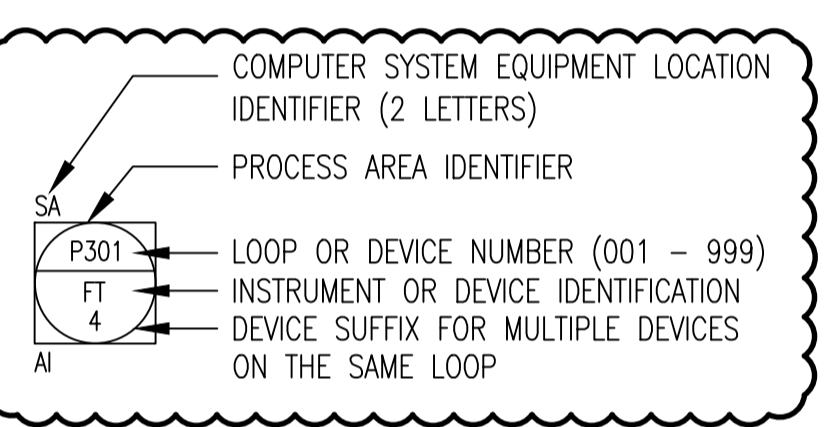 COMPUTER SYSTEM EQUIPMENT LOCATION
IDENTIFIER (2 LETTERS)
PROCESS AREA IDENTIFIER
SA
P301
LOOP OR DEVICE NUMBER (001 – 999)
FT
INSTRUMENT OR DEVICE IDENTIFICATION
4
DEVICE SUFFIX FOR MULTIPLE DEVICES
AI
ON THE SAME LOOP